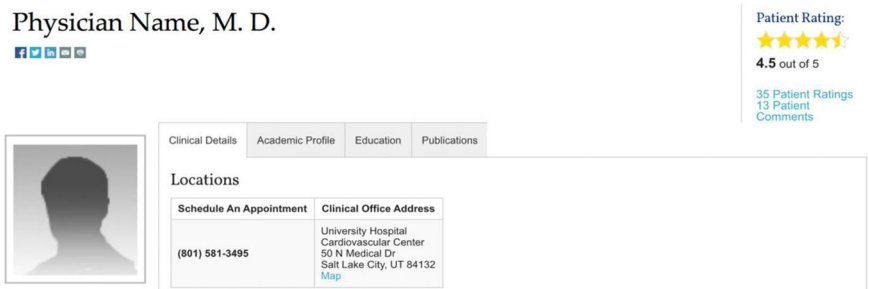 Physician Name, M. D.
Patient Rating:
4.5 out of 5
35 Patient Ratings
13 Patient
Comments
Clinical Details
Academic Profile
Education
Publications
Locations
Schedule An Appointment
Clinical Office Address
(801) 581-3495
University Hospital
Cardiovascular Center
50 N Medical Dr
Salt Lake City, UT 84132
Map